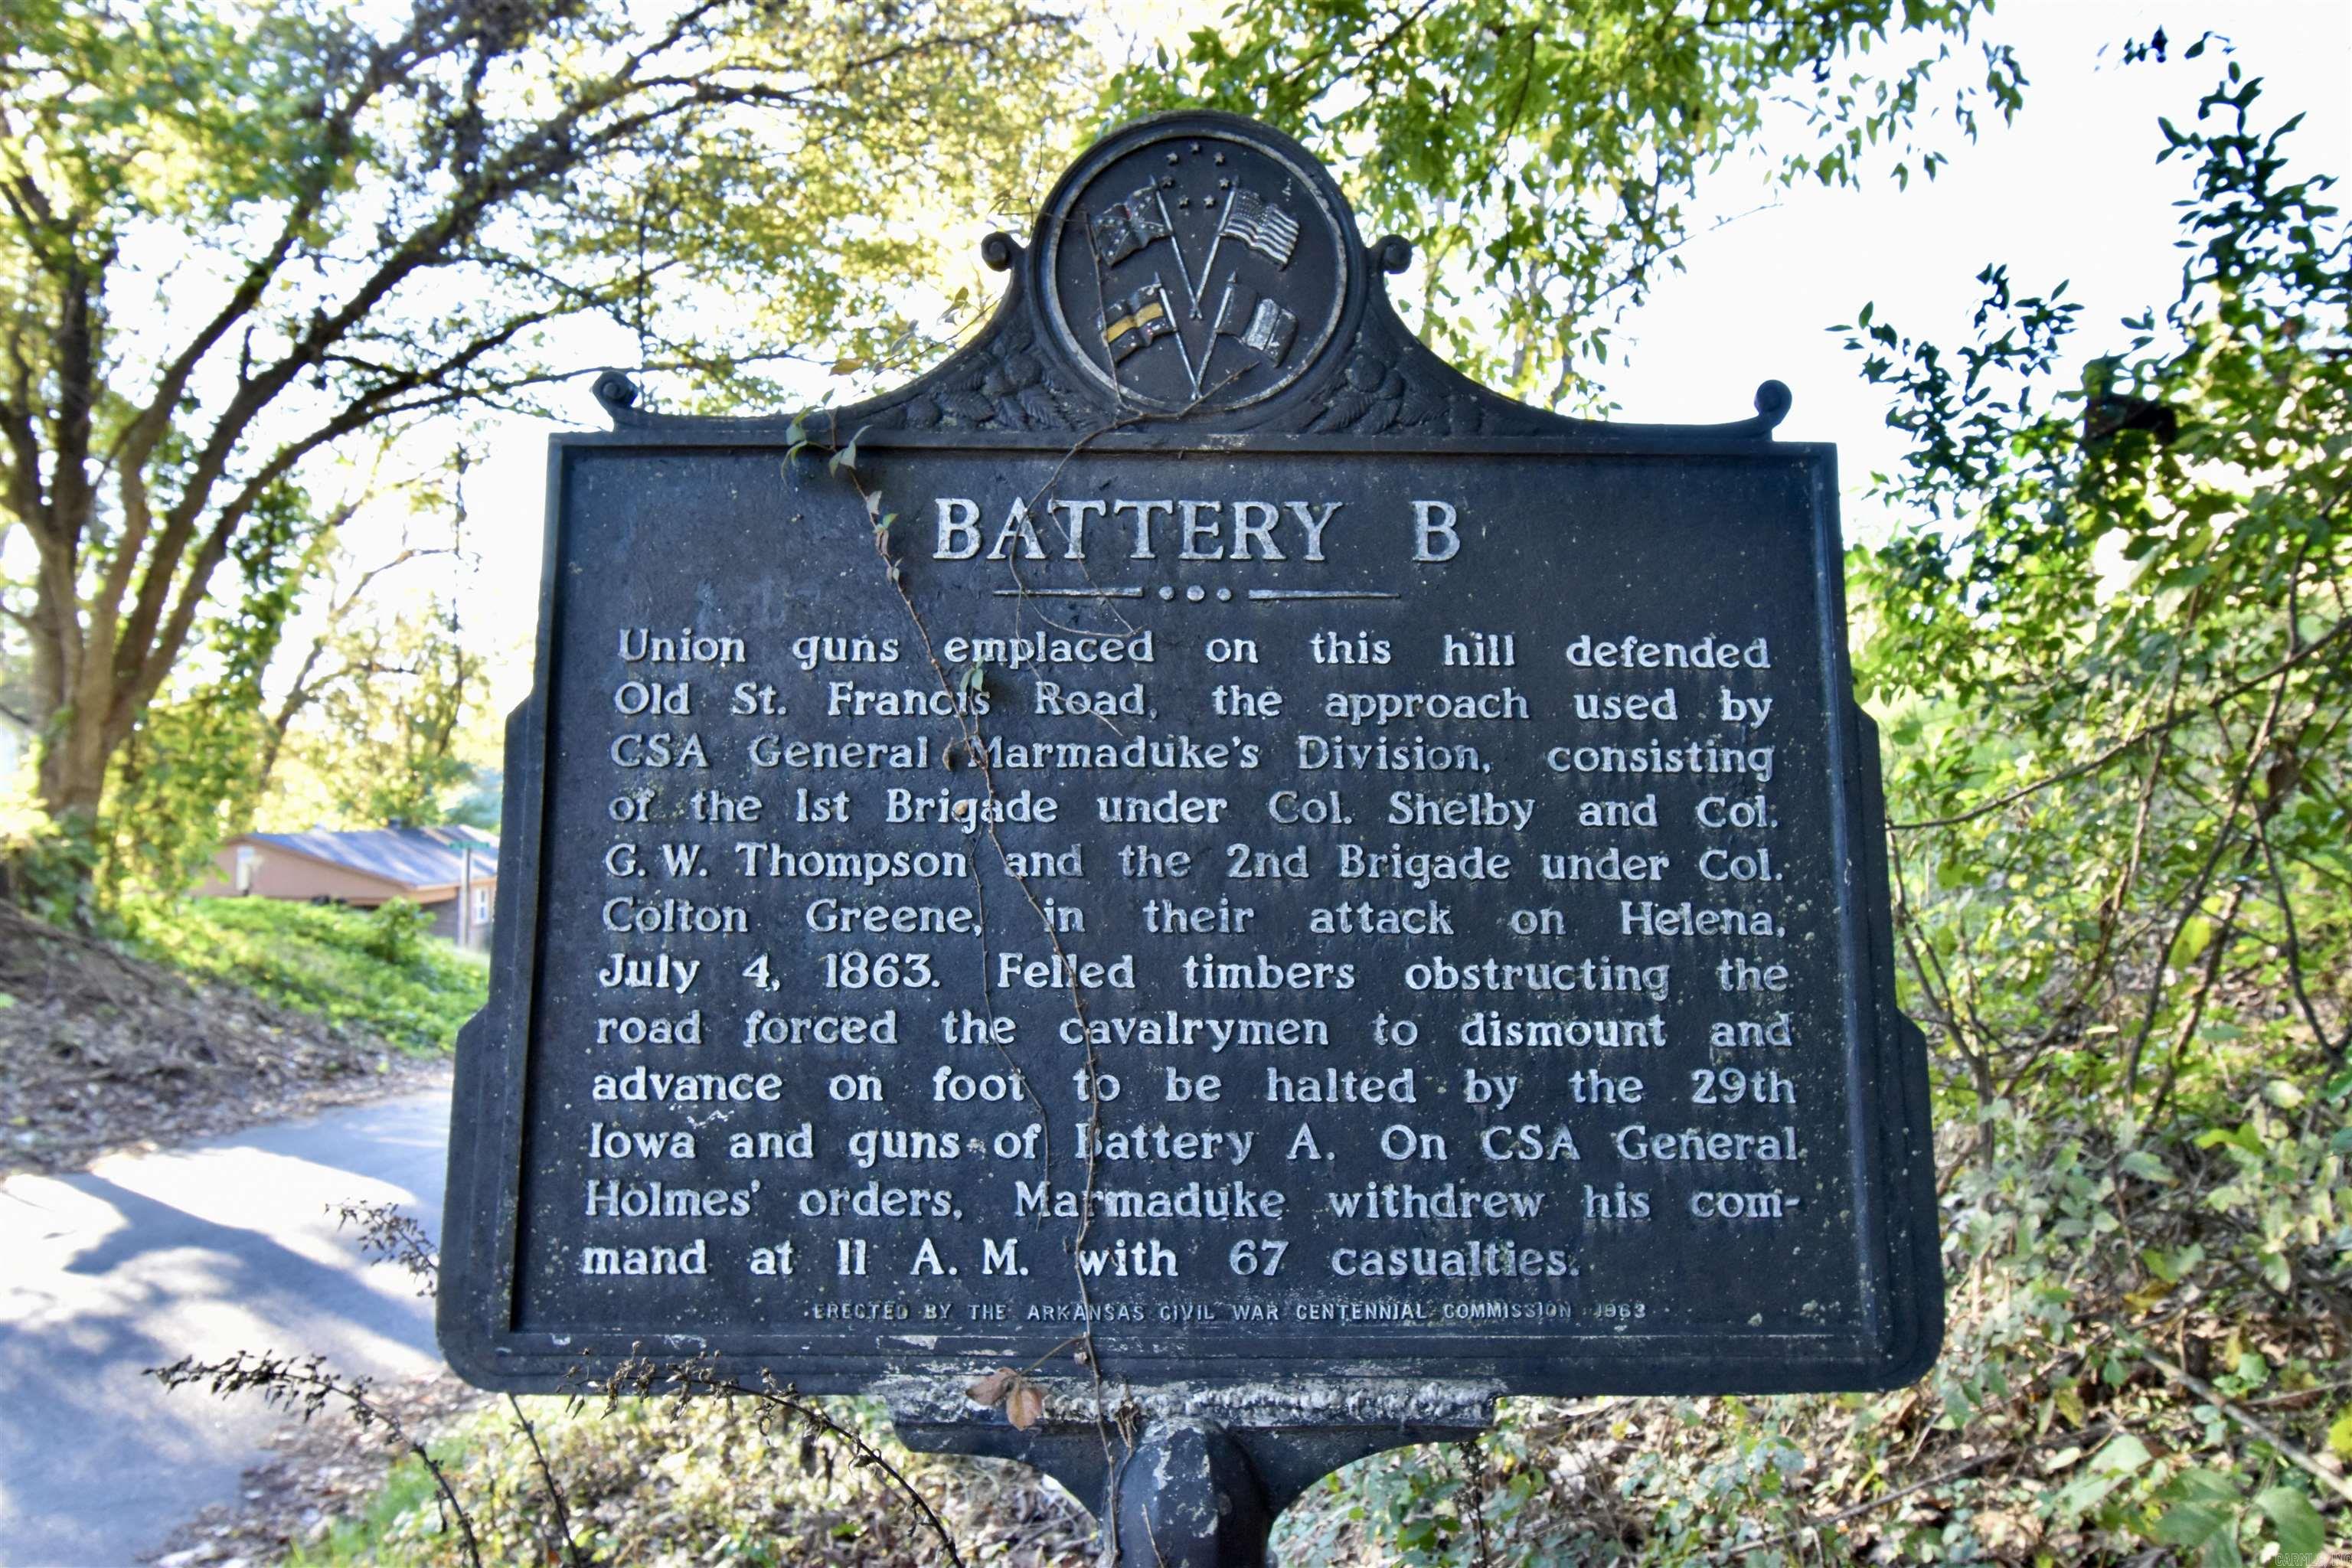 BATTERY B
Union guns emplaced on this hill defended
Old St. Francis Road, the approach used by
CSA General Marmaduke's Division, consisting
of the 1st Brigade under Col. Shelby and Col.
G. W. Thompson and the 2nd Brigade under Col.
Colton Greene, in their attack on Helena,
July 4, 1863. Felled timbers obstructing the
road forced the cavalrymen to dismount and
advance on foot to be halted by the 29th
Iowa and guns of Battery A. On CSA General
Holmes' orders, Marmaduke withdrew his com-
mand at 11 A. M. with 67 casualties.
ERECTED BY THE ARKANSAS CIVIL WAR CENTENNIAL COMMISSION 1963